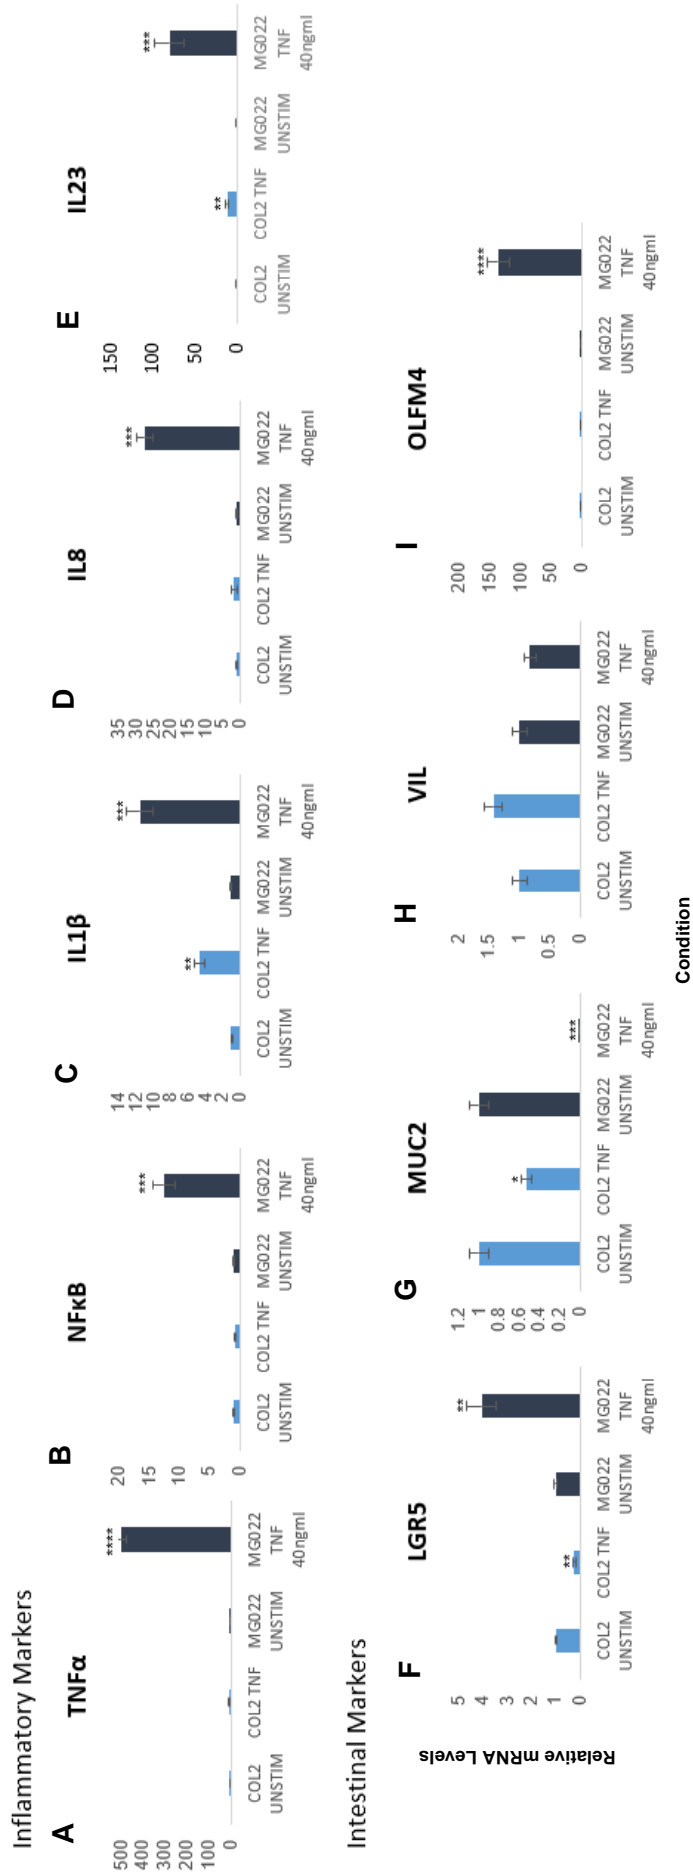 Inflammatory Markers
A
TNFα
500
400
300
200
100
0
****
COL2
UNSTIM
COL2 TNF
MG022
UNSTIM
MG022
TNF
40ngml
B
NFκB
20
15
10
5
0
***
COL2
UNSTIM
COL2 TNF
MG022
UNSTIM
MG022
TNF
40ngml
C
IL1β
14
12
10
8
6
4
2
0
**
***
COL2
UNSTIM
COL2 TNF
MG022
UNSTIM
MG022
TNF
40ngml
D
IL8
35
30
25
20
15
10
5
0
***
COL2
UNSTIM
COL2 TNF
MG022
UNSTIM
MG022
TNF
40ngml
E
IL23
150
100
50
0
**
***
COL2
UNSTIM
COL2 TNF
MG022
UNSTIM
MG022
TNF
40ngml
Intestinal Markers
Relative mRNA Levels
F
LGR5
5
4
3
2
1
0
**
**
COL2
UNSTIM
COL2 TNF
MG022
UNSTIM
MG022
TNF
40ngml
G
MUC2
1.2
1
0.8
0.6
0.4
0.2
0
*
***
COL2
UNSTIM
COL2 TNF
MG022
UNSTIM
MG022
TNF
40ngml
H
VIL
2
1.5
1
0.5
0
COL2
UNSTIM
COL2 TNF
MG022
UNSTIM
MG022
TNF
40ngml
I
OLFM4
200
150
100
50
0
****
COL2
UNSTIM
COL2 TNF
MG022
UNSTIM
MG022
TNF
40ngml
Condition